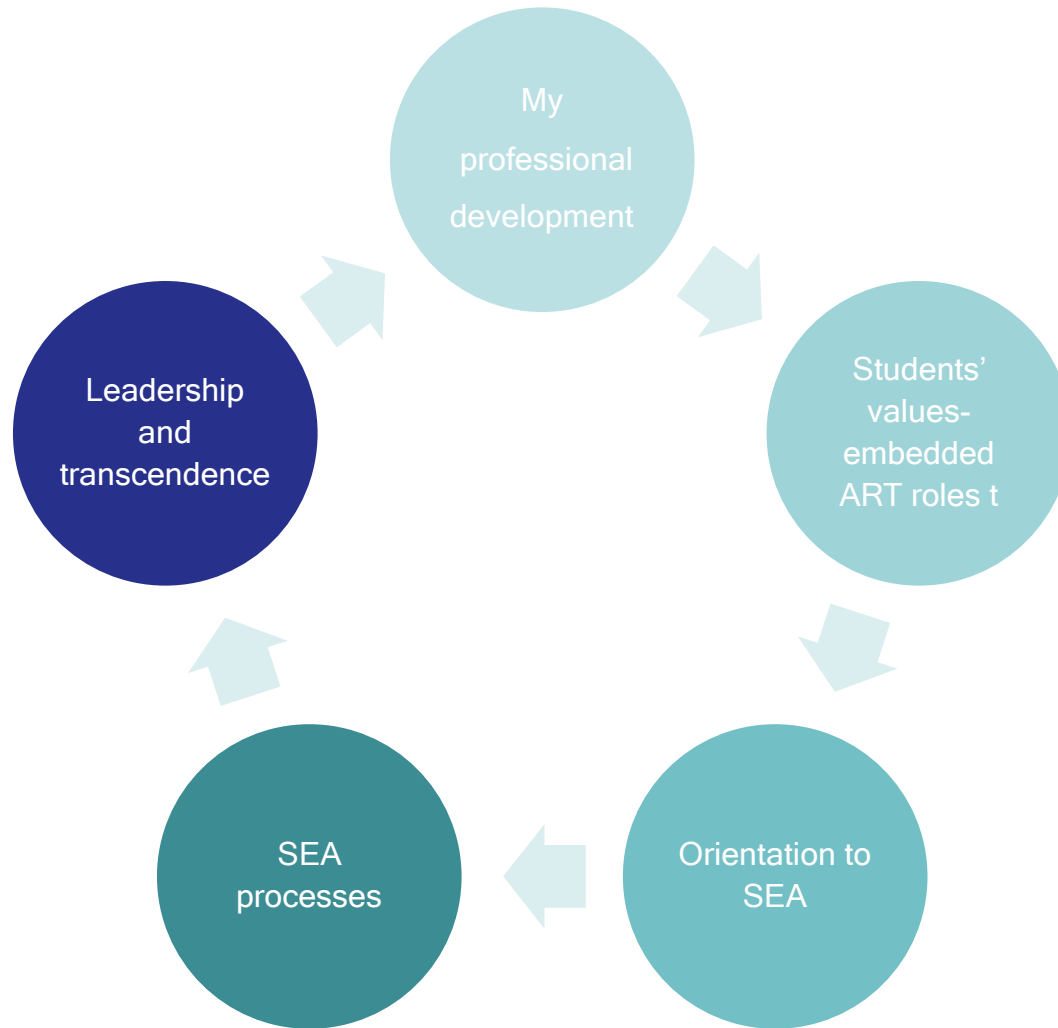 My
professional
development
Students’
values-
embedded
ART roles t
Orientation to
SEA
SEA
processes
Leadership
and
transcendence